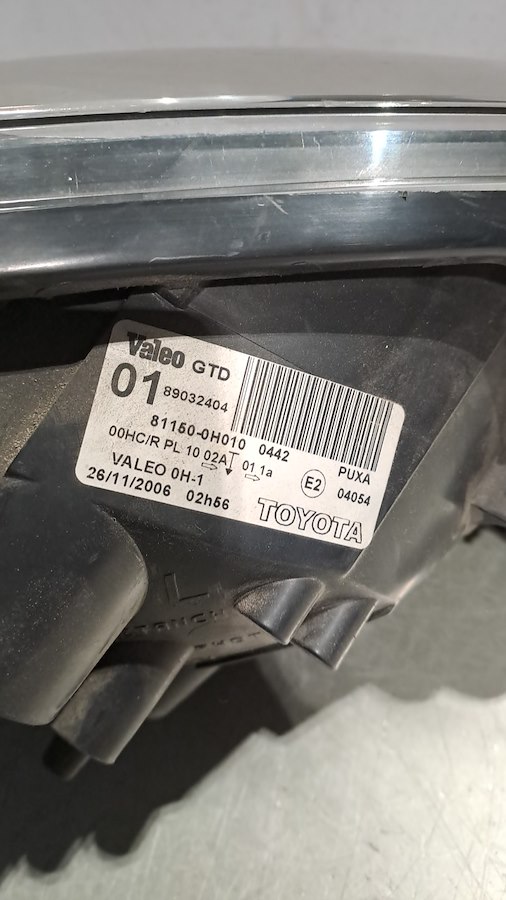 Valeo GTD
01 89032404
81150-0H010 0442
00HC/R PL 10 02A 01 1a
PUXA
E2 04054
VALEO 0H-1
26/11/2006 02h56
TOYOTA
L